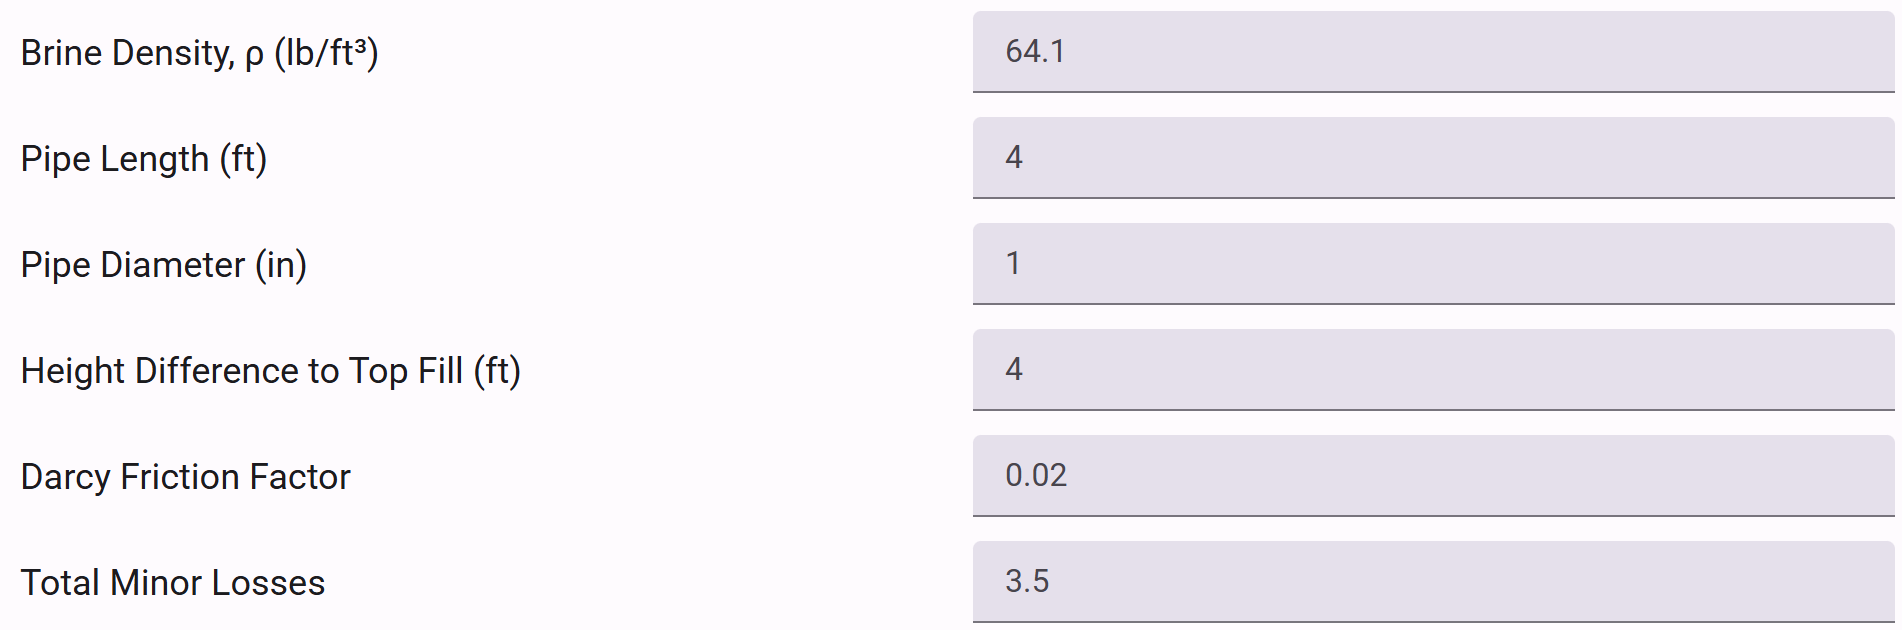 Brine Density, ρ (lb/ft³) 64.1
Pipe Length (ft) 4
Pipe Diameter (in) 1
Height Difference to Top Fill (ft) 4
Darcy Friction Factor 0.02
Total Minor Losses 3.5